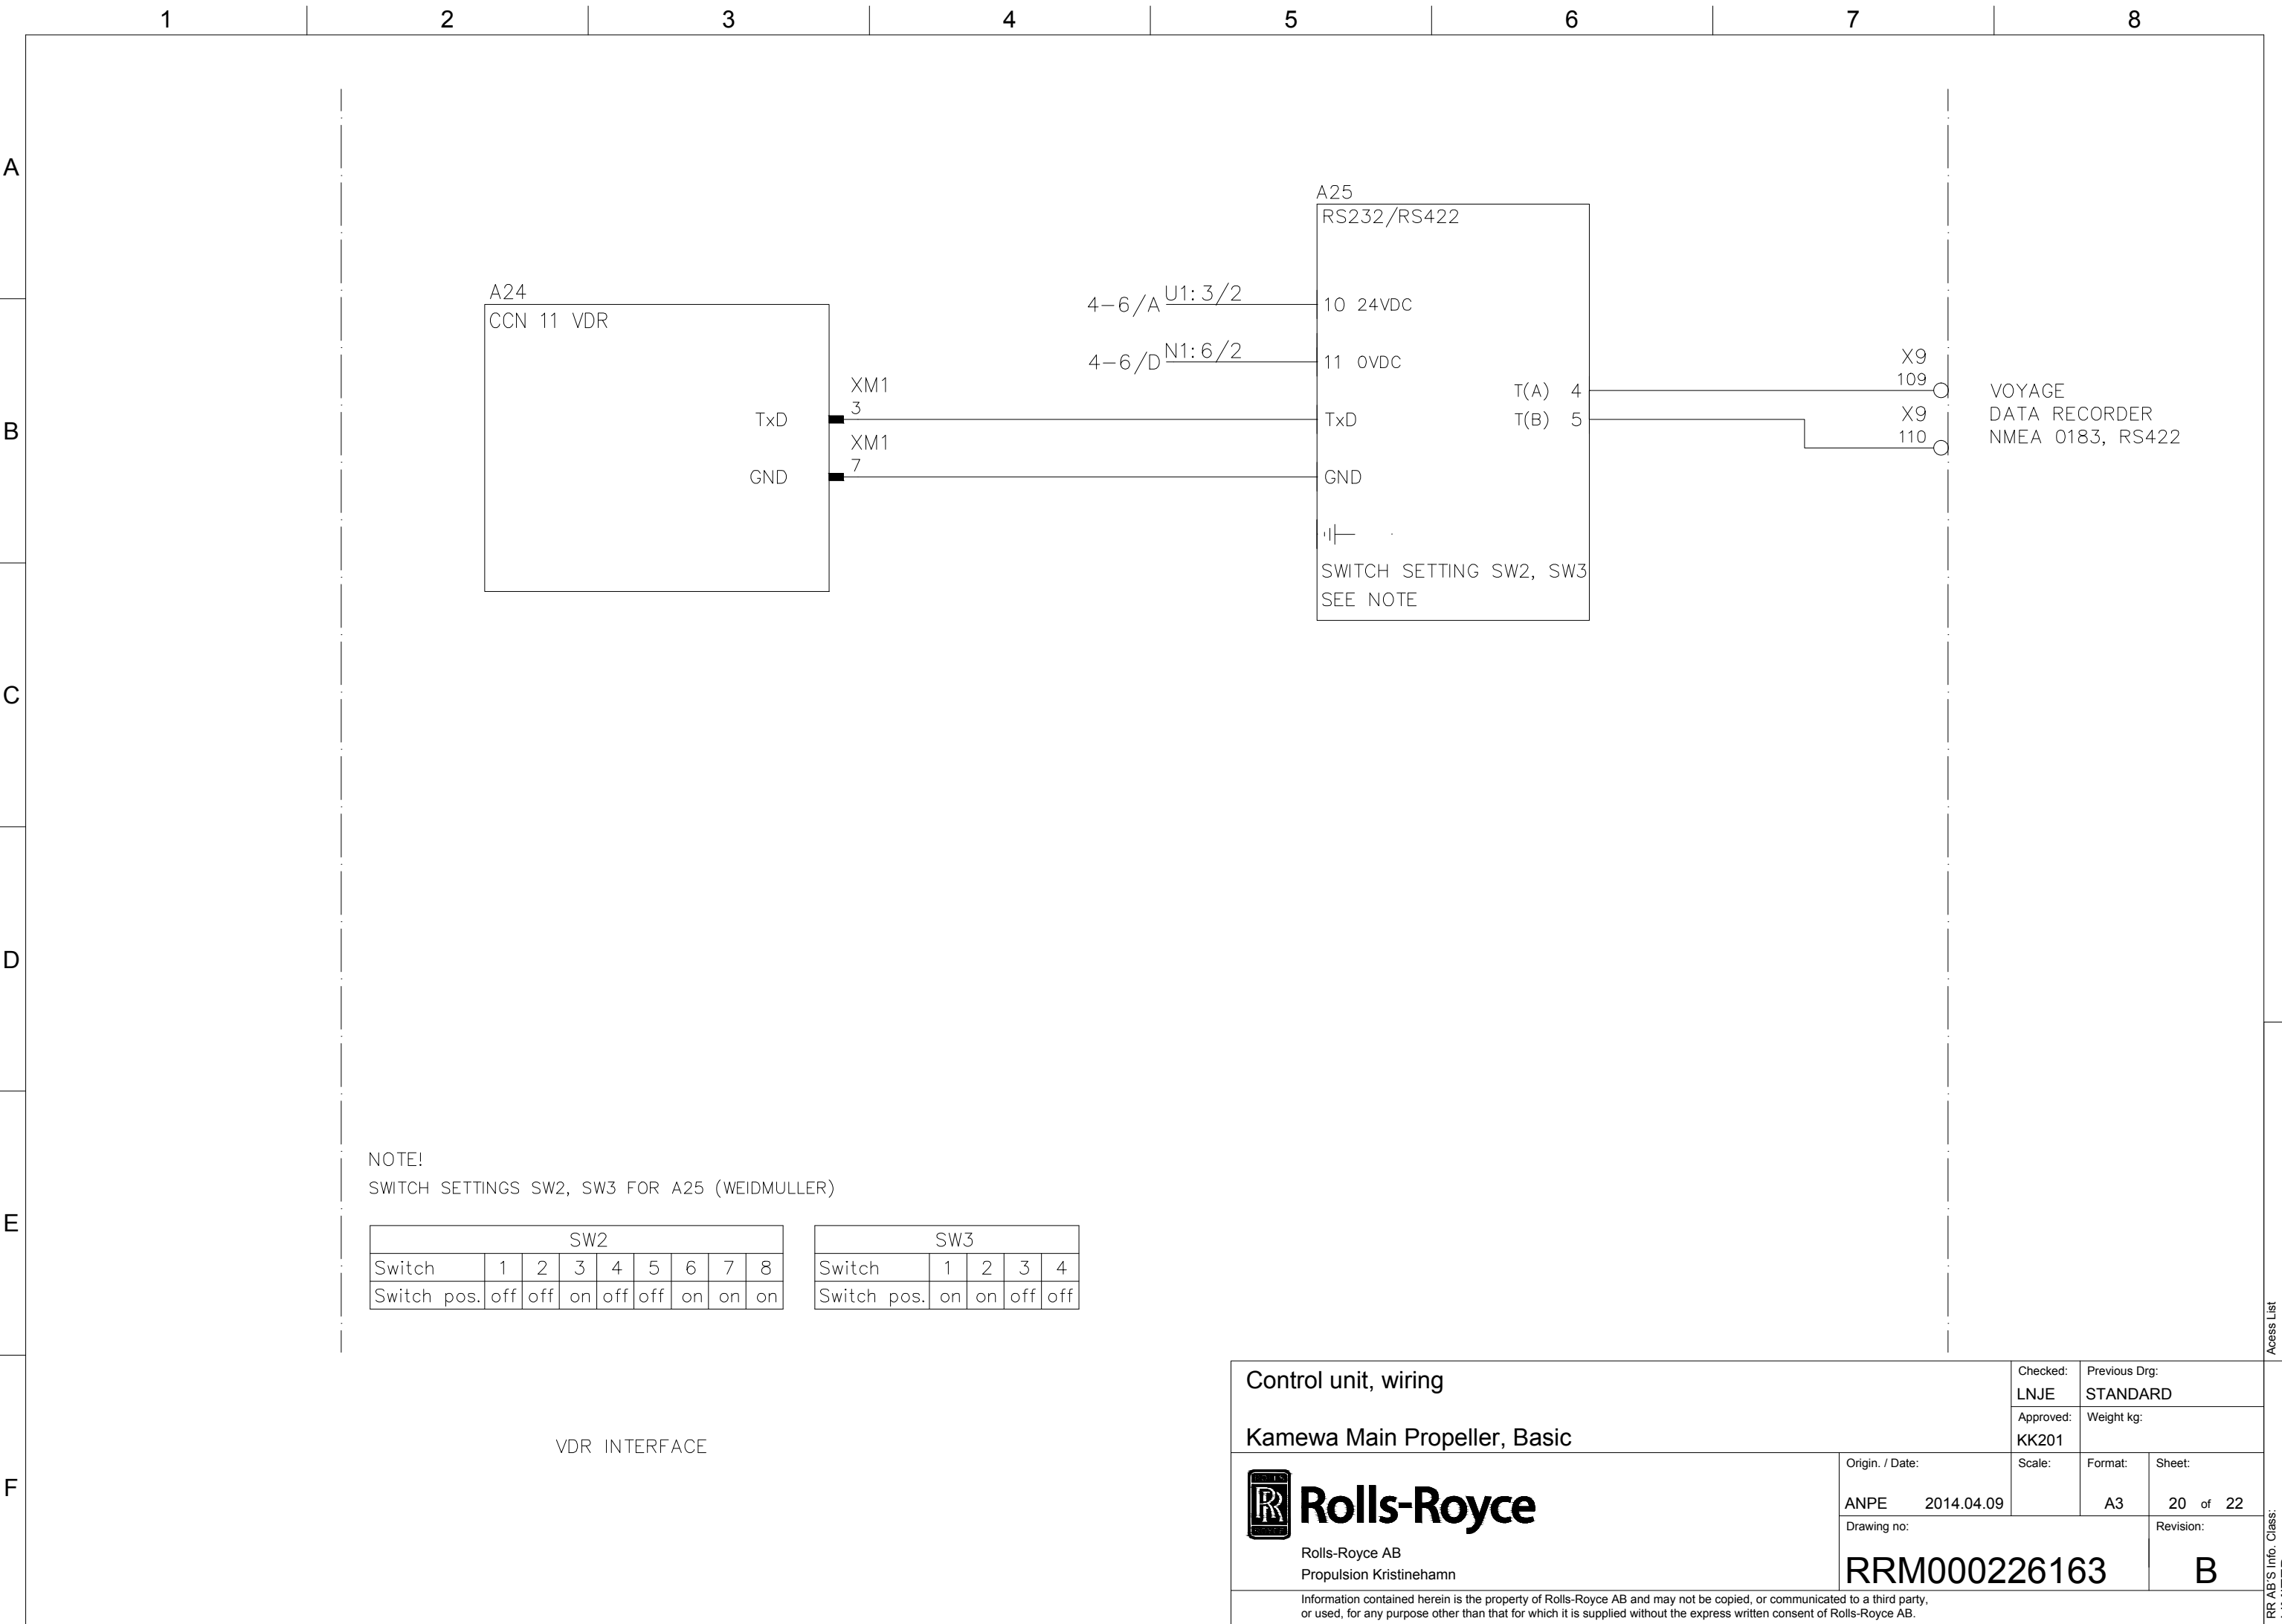 1 2 3 4 5 6 7 8
A
B
C
D
E
F
A25
RS232/RS422
A24
CCN 11 VDR
4-6/A U1:3/2
10 24VDC
4-6/D N1:6/2
11 0VDC
XM1
3
TxD
TxD
XM1
7
GND
GND
T(A) 4
T(B) 5
X9
109
X9
110
VOYAGE
DATA RECORDER
NMEA 0183, RS422
SWITCH SETTING SW2, SW3
SEE NOTE
NOTE!
SWITCH SETTINGS SW2, SW3 FOR A25 (WEIDMULLER)
SW2
Switch 1 2 3 4 5 6 7 8
Switch pos. off off on off off on on on
SW3
Switch 1 2 3 4
Switch pos. on on off off
VDR INTERFACE
Control unit, wiring
Kamewa Main Propeller, Basic
Checked:
LNJE
Previous Drg:
STANDARD
Approved:
KK201
Weight kg:
ROLLS
RR
ROYCE
Rolls-Royce
Rolls-Royce AB
Propulsion Kristinehamn
Origin. / Date:
ANPE 2014.04.09
Scale:
Format:
A3
Sheet:
20 of 22
Drawing no:
RRM000226163
Revision:
B
Information contained herein is the property of Rolls-Royce AB and may not be copied, or communicated to a third party,
or used, for any purpose other than that for which it is supplied without the express written consent of Rolls-Royce AB.
Acess List
RR AB'S Info. Class: